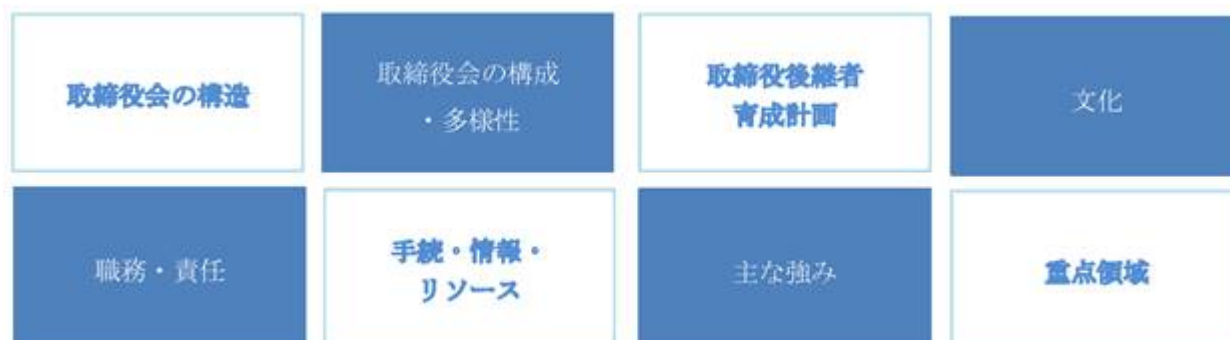 取締役会の構造
取締役会の構成
・多様性
取締役後継者
育成計画
文化
職務・責任
手続・情報・
リソース
主な強み
重点領域